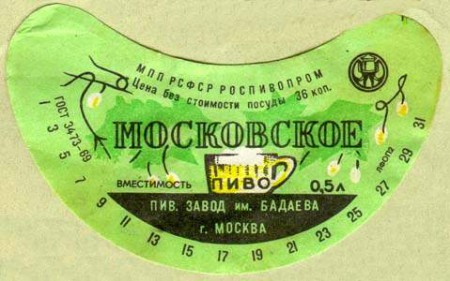 МПП РСФСР РОСПИВОПРОМ
Цена без стоимости посуды 36 коп.
ГОСТ 3473-69
МОСКОВСКОЕ
ПИВО
ВМЕСТИМОСТЬ 0,5л
ПИВ. ЗАВОД им. БАДАЕВА
г. МОСКВА
1 3 5 7 9 11 13 15 17 19 21 23 25 27 29 31